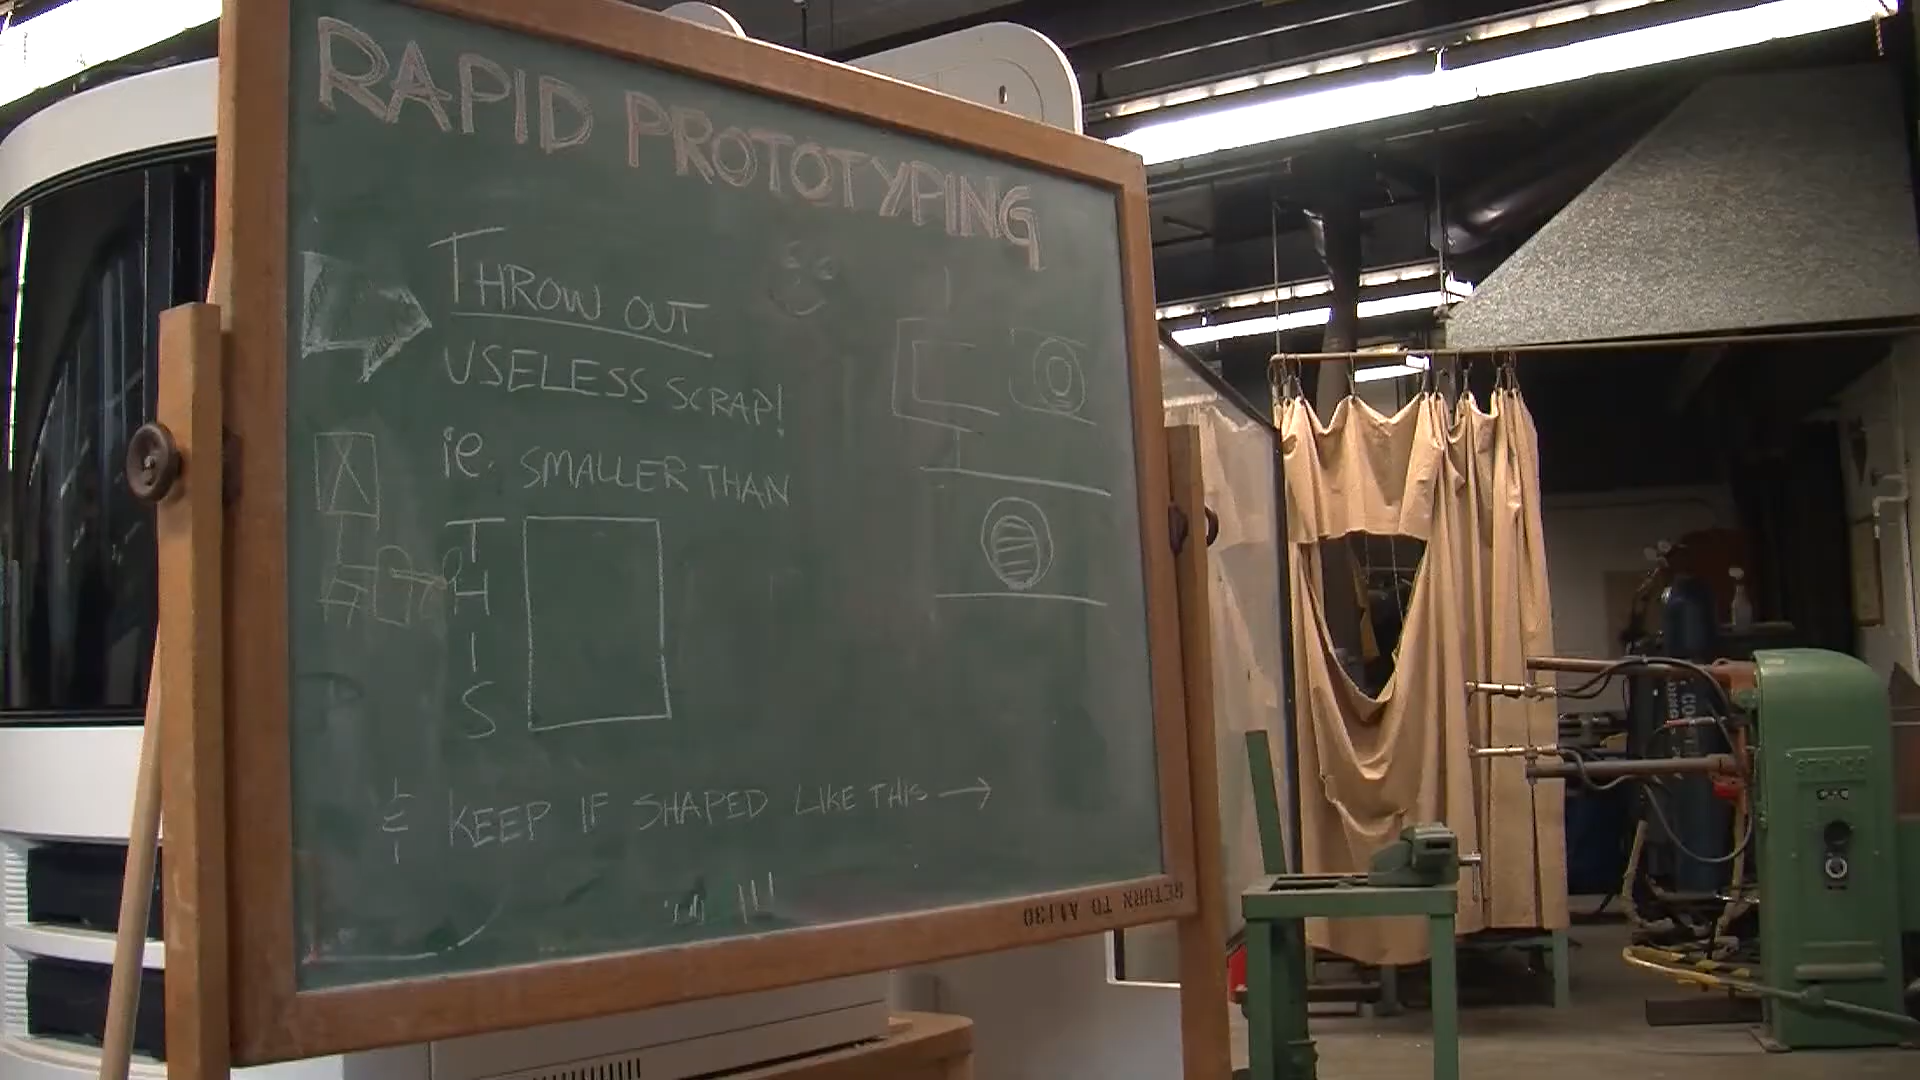 RAPID PROTOTYPING
THROW OUT
USELESS SCRAP!
ie. SMALLER THAN
THIS
& KEEP IF SHAPED LIKE THIS →
RETURN TO A1130